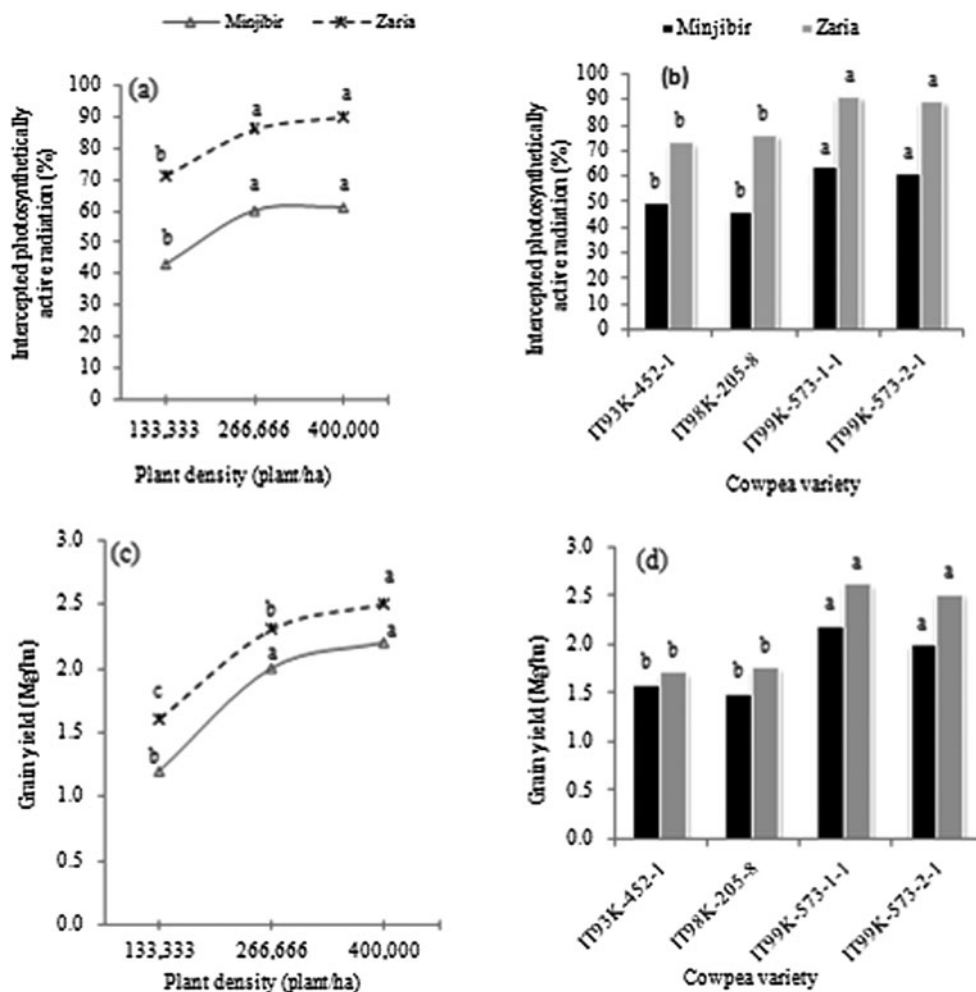 Minjibir Zaria
(a)
Intercepted photosynthetically
active radiation (%)
100
90
80
70
60
50
40
30
20
10
0
b a a
b a a
133,333 266,666 400,000
Plant density (plant/ha)
Minjibir Zaria
(b)
Intercepted photosynthetically
active radiation (%)
100
90
80
70
60
50
40
30
20
10
0
b b b b a a a a
IT93K-452-1
IT98K-205-8
IT99K-573-1-1
IT99K-573-2-1
Cowpea variety
(c)
Grain yield (Mg/ha)
3.0
2.5
2.0
1.5
1.0
0.5
0.0
c b a
b a a
133,333 266,666 400,000
Plant density (plant/ha)
(d)
Grain yield (Mg/ha)
3.0
2.5
2.0
1.5
1.0
0.5
0.0
b b b b a a a a
IT93K-452-1
IT98K-205-8
IT99K-573-1-1
IT99K-573-2-1
Cowpea variety